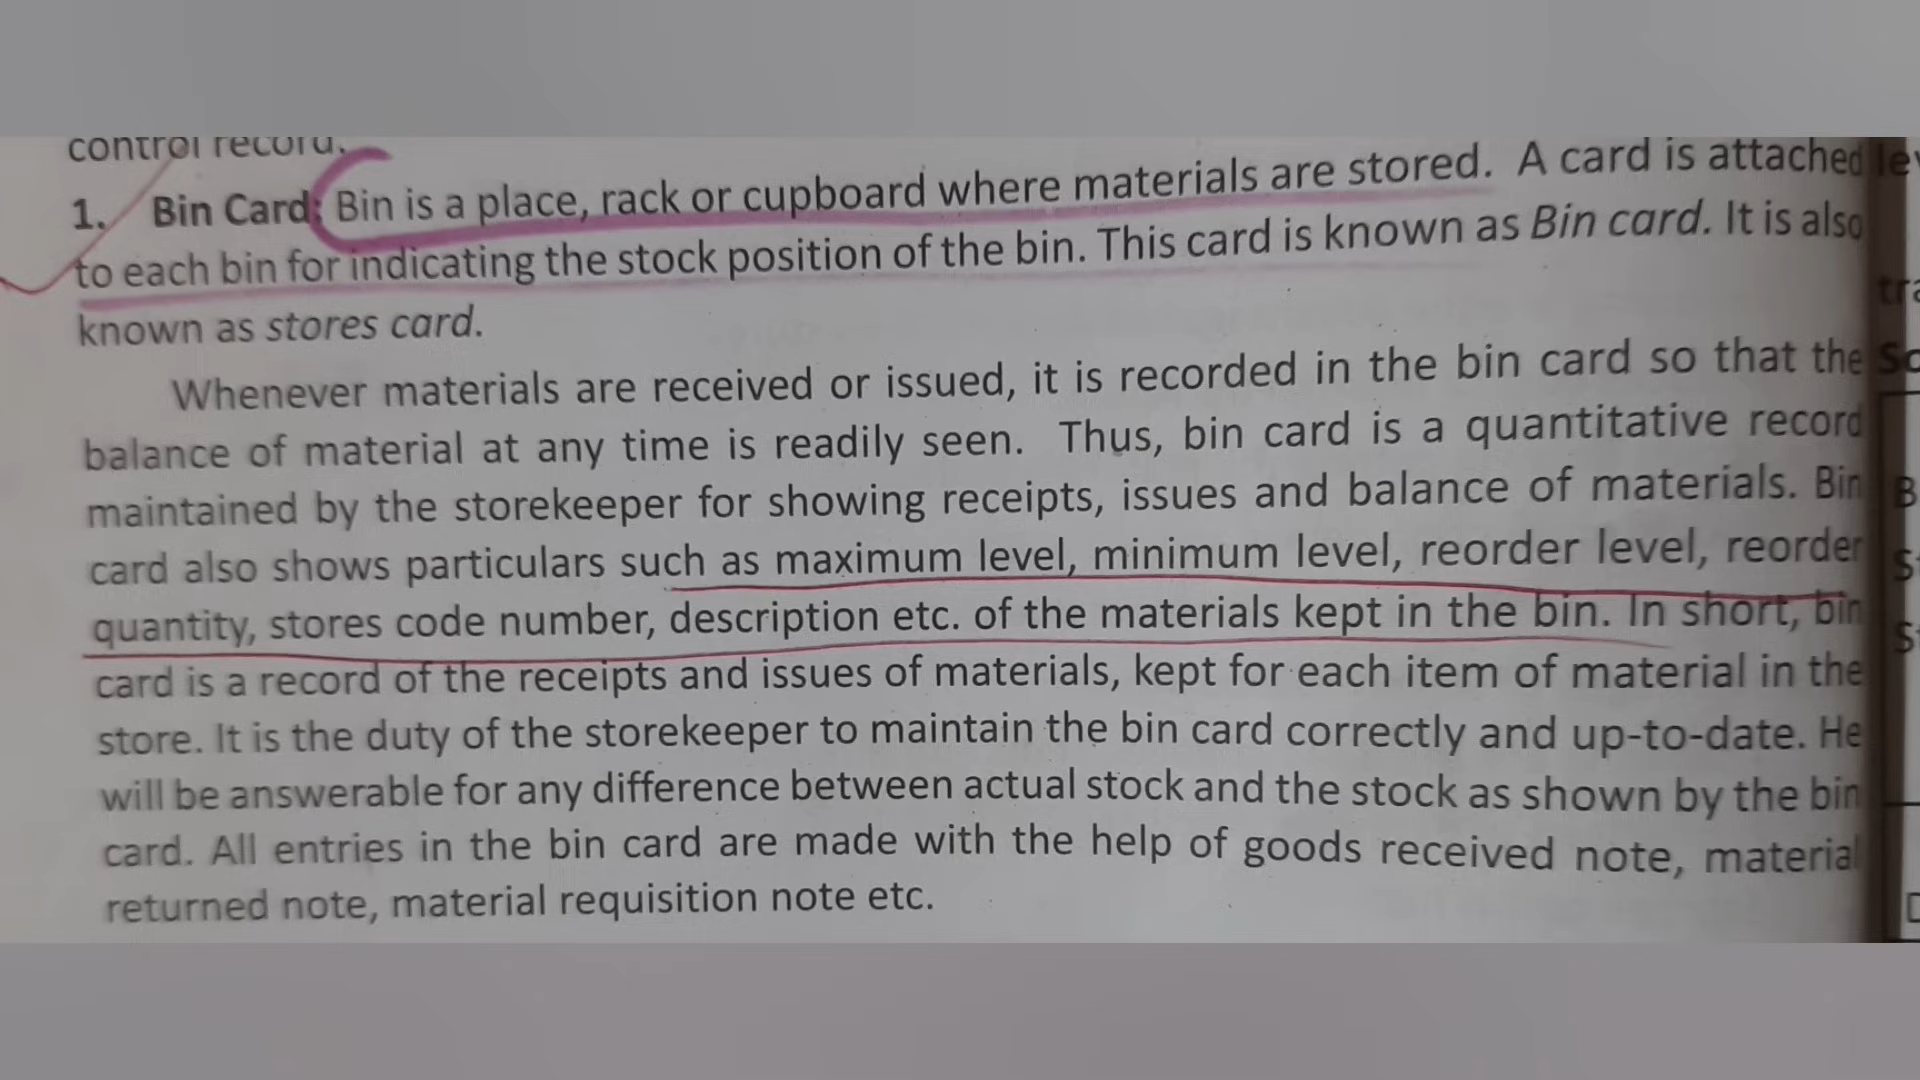 control record.
1. Bin Card: Bin is a place, rack or cupboard where materials are stored. A card is attached
to each bin for indicating the stock position of the bin. This card is known as Bin card. It is also
known as stores card.
Whenever materials are received or issued, it is recorded in the bin card so that the
balance of material at any time is readily seen. Thus, bin card is a quantitative record
maintained by the storekeeper for showing receipts, issues and balance of materials. Bin
card also shows particulars such as maximum level, minimum level, reorder level, reorder
quantity, stores code number, description etc. of the materials kept in the bin. In short, bin
card is a record of the receipts and issues of materials, kept for each item of material in the
store. It is the duty of the storekeeper to maintain the bin card correctly and up-to-date. He
will be answerable for any difference between actual stock and the stock as shown by the bin
card. All entries in the bin card are made with the help of goods received note, material
returned note, material requisition note etc.